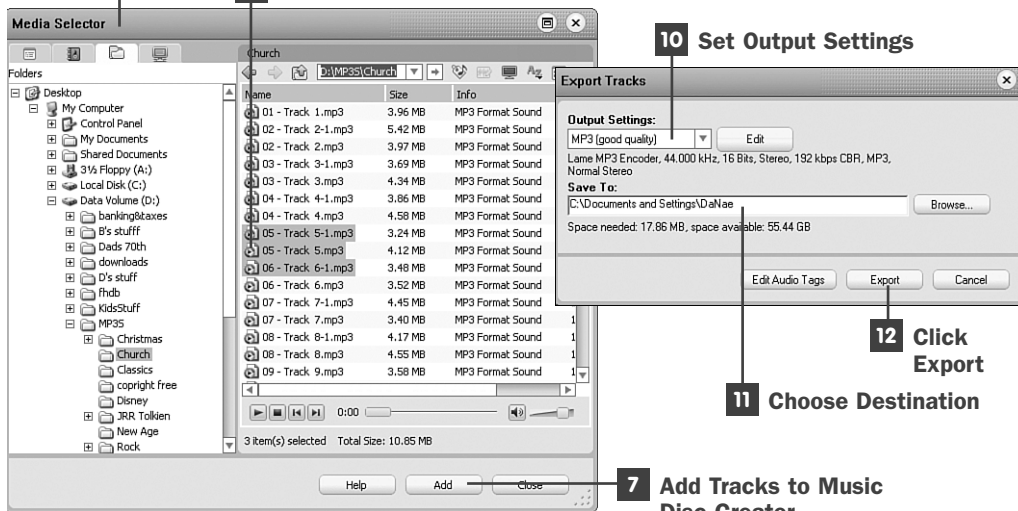 Media Selector
Folders
Desktop
My Computer
Control Panel
My Documents
Shared Documents
3½ Floppy (A:)
Local Disk (C:)
Data Volume (D:)
banking&taxes
B's stufff
Dads 70th
downloads
D's stuff
fhdb
KidsStuff
MP3S
Christmas
Church
Classics
copright free
Disney
JRR Tolkien
New Age
Rock
Church
D:\MP3S\Church
Name Size Info
01 - Track 1.mp3 3.96 MB MP3 Format Sound
02 - Track 2-1.mp3 5.42 MB MP3 Format Sound
02 - Track 2.mp3 3.97 MB MP3 Format Sound
03 - Track 3-1.mp3 3.69 MB MP3 Format Sound
03 - Track 3.mp3 4.34 MB MP3 Format Sound
04 - Track 4-1.mp3 3.86 MB MP3 Format Sound
04 - Track 4.mp3 4.58 MB MP3 Format Sound
05 - Track 5-1.mp3 3.24 MB MP3 Format Sound
05 - Track 5.mp3 4.12 MB MP3 Format Sound
06 - Track 6-1.mp3 3.48 MB MP3 Format Sound
06 - Track 6.mp3 3.52 MB MP3 Format Sound
07 - Track 7-1.mp3 4.45 MB MP3 Format Sound
07 - Track 7.mp3 3.40 MB MP3 Format Sound 1
08 - Track 8-1.mp3 4.17 MB MP3 Format Sound 1
08 - Track 8.mp3 4.55 MB MP3 Format Sound 1
09 - Track 9.mp3 3.58 MB MP3 Format Sound 1
0:00
3 item(s) selected Total Size: 10.85 MB
Help Add Close
10 Set Output Settings
Export Tracks
Output Settings:
MP3 (good quality) Edit
Lame MP3 Encoder, 44.000 kHz, 16 Bits, Stereo, 192 kbps CBR, MP3,
Normal Stereo
Save To:
C:\Documents and Settings\DaNae Browse...
Space needed: 17.86 MB, space available: 55.44 GB
Edit Audio Tags Export Cancel
12 Click
Export
11 Choose Destination
7 Add Tracks to Music
Disc Creator